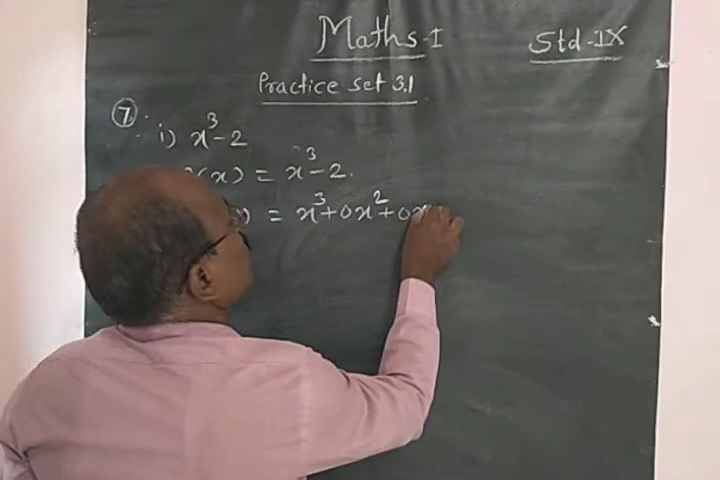 Maths-I
Std-IX
Practice set 3.1
7
i) x³-2
(x) = x³-2.
) = x³+0x²+0x